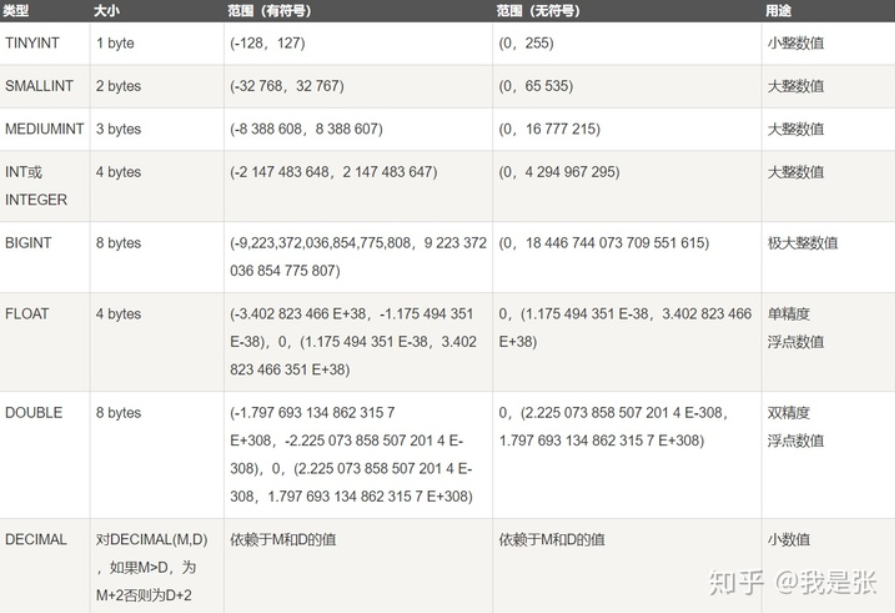 类型 大小 范围（有符号） 范围（无符号） 用途
TINYINT 1 byte (-128，127) (0，255) 小整数值
SMALLINT 2 bytes (-32 768，32 767) (0，65 535) 大整数值
MEDIUMINT 3 bytes (-8 388 608，8 388 607) (0，16 777 215) 大整数值
INT或 4 bytes (-2 147 483 648，2 147 483 647) (0，4 294 967 295) 大整数值
INTEGER
BIGINT 8 bytes (-9,223,372,036,854,775,808，9 223 372 (0，18 446 744 073 709 551 615) 极大整数值
036 854 775 807)
FLOAT 4 bytes (-3.402 823 466 E+38，-1.175 494 351 0，(1.175 494 351 E-38，3.402 823 466 单精度
E-38)，0，(1.175 494 351 E-38，3.402 E+38) 浮点数值
823 466 351 E+38)
DOUBLE 8 bytes (-1.797 693 134 862 315 7 0，(2.225 073 858 507 201 4 E-308， 双精度
E+308，-2.225 073 858 507 201 4 E- 1.797 693 134 862 315 7 E+308) 浮点数值
308)，0，(2.225 073 858 507 201 4 E-
308，1.797 693 134 862 315 7 E+308)
DECIMAL 对DECIMAL(M,D) 依赖于M和D的值 依赖于M和D的值 小数值
，如果M>D，为
M+2否则为D+2
知乎 @我是张